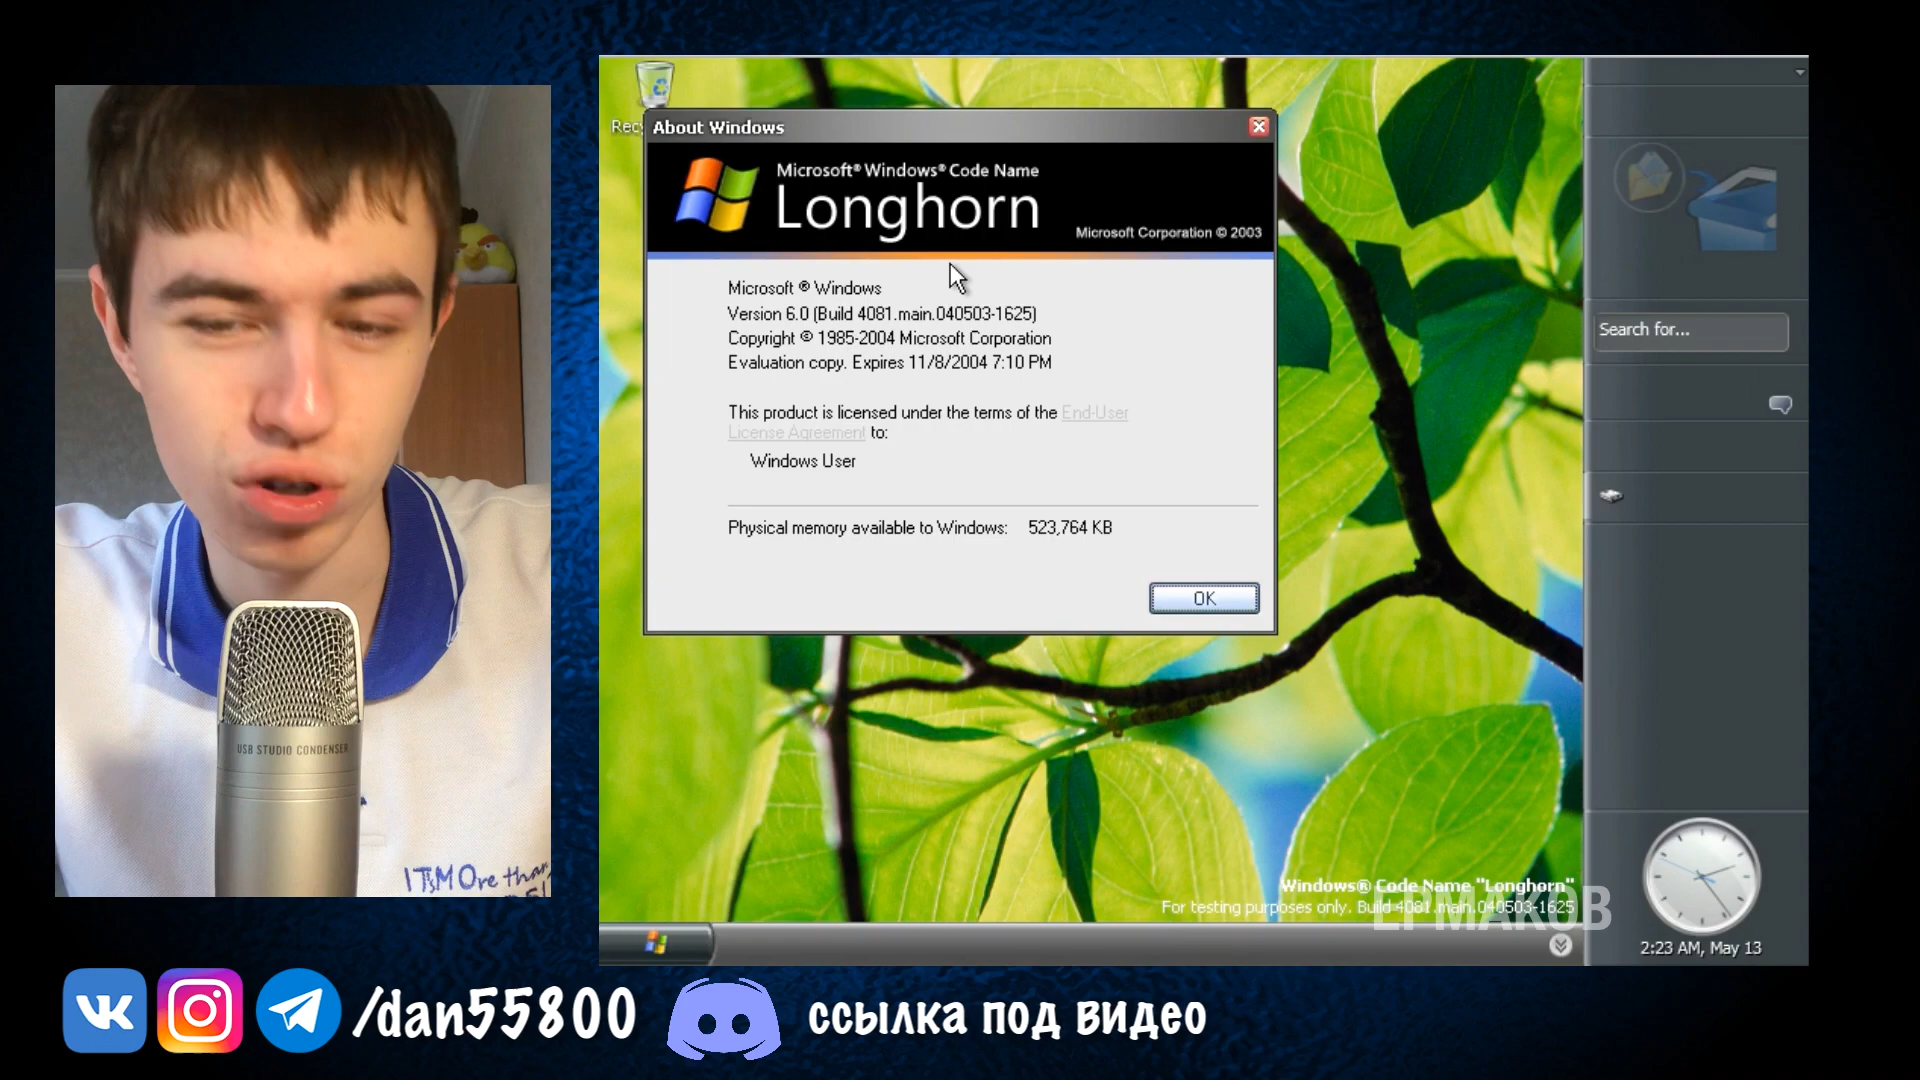 Recy
About Windows
Microsoft® Windows® Code Name
Longhorn
Microsoft Corporation © 2003
Microsoft ® Windows
Version 6.0 (Build 4081.main.040503-1625)
Copyright © 1985-2004 Microsoft Corporation
Evaluation copy. Expires 11/8/2004 7:10 PM
This product is licensed under the terms of the End-User
License Agreement to:
Windows User
Physical memory available to Windows: 523,764 KB
OK
Search for...
USB STUDIO CONDENSER
ITsMOre than
Windows® Code Name "Longhorn"
For testing purposes only. Build 4081.main.040503-1625
ЕРМАКОВ
2:23 AM, May 13
/dan55800
ссылка под видео